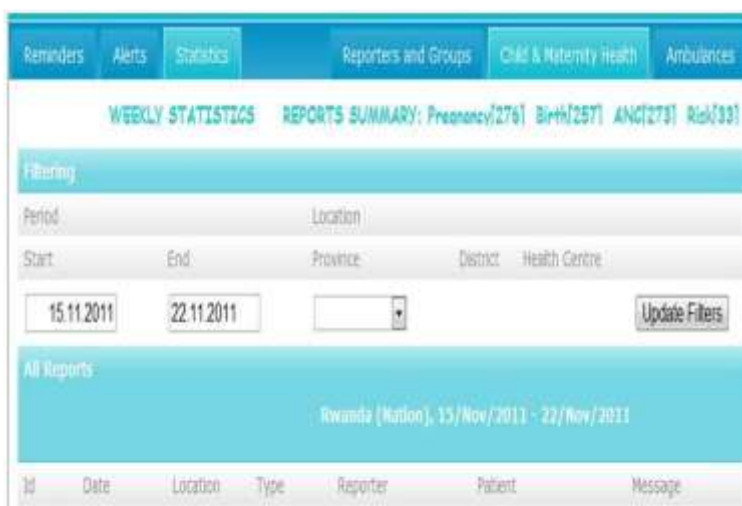 Reminders Alerts Statistics Reporters and Groups Child & Maternity Health Ambulances
WEEKLY STATISTICS REPORTS SUMMARY: Pregnancy[276] Birth[257] ANC[273] Risk[33]
Filtering
Period Location
Start End Province District Health Centre
15.11.2011 22.11.2011 Update Filters
All Reports
Rwanda (Nation), 15/Nov/2011 - 22/Nov/2011
Id Date Location Type Reporter Patient Message